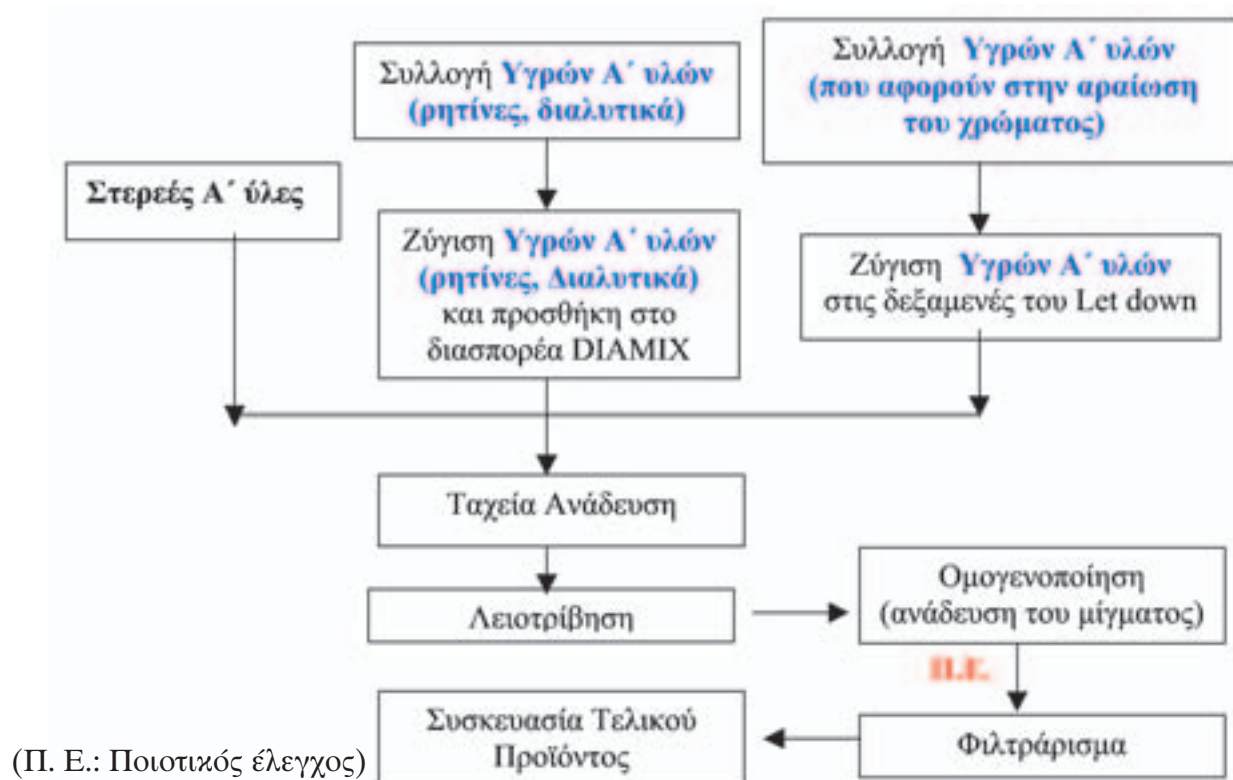 Συλλογή Υγρών Α΄ υλών
(ρητίνες, διαλυτικά)
Συλλογή Υγρών Α΄ υλών
(που αφορούν στην αραίωση
του χρώματος)
Στερεές Α΄ ύλες
Ζύγιση Υγρών Α΄ υλών
(ρητίνες, Διαλυτικά)
και προσθήκη στο
διασπορέα DIAMIX
Ζύγιση Υγρών Α΄ υλών
στις δεξαμενές του Let down
Ταχεία Ανάδευση
Λειοτρίβηση
Ομογενοποίηση
(ανάδευση του μίγματος)
Π.Ε.
Φιλτράρισμα
Συσκευασία Τελικού
Προϊόντος
(Π. Ε.: Ποιοτικός έλεγχος)